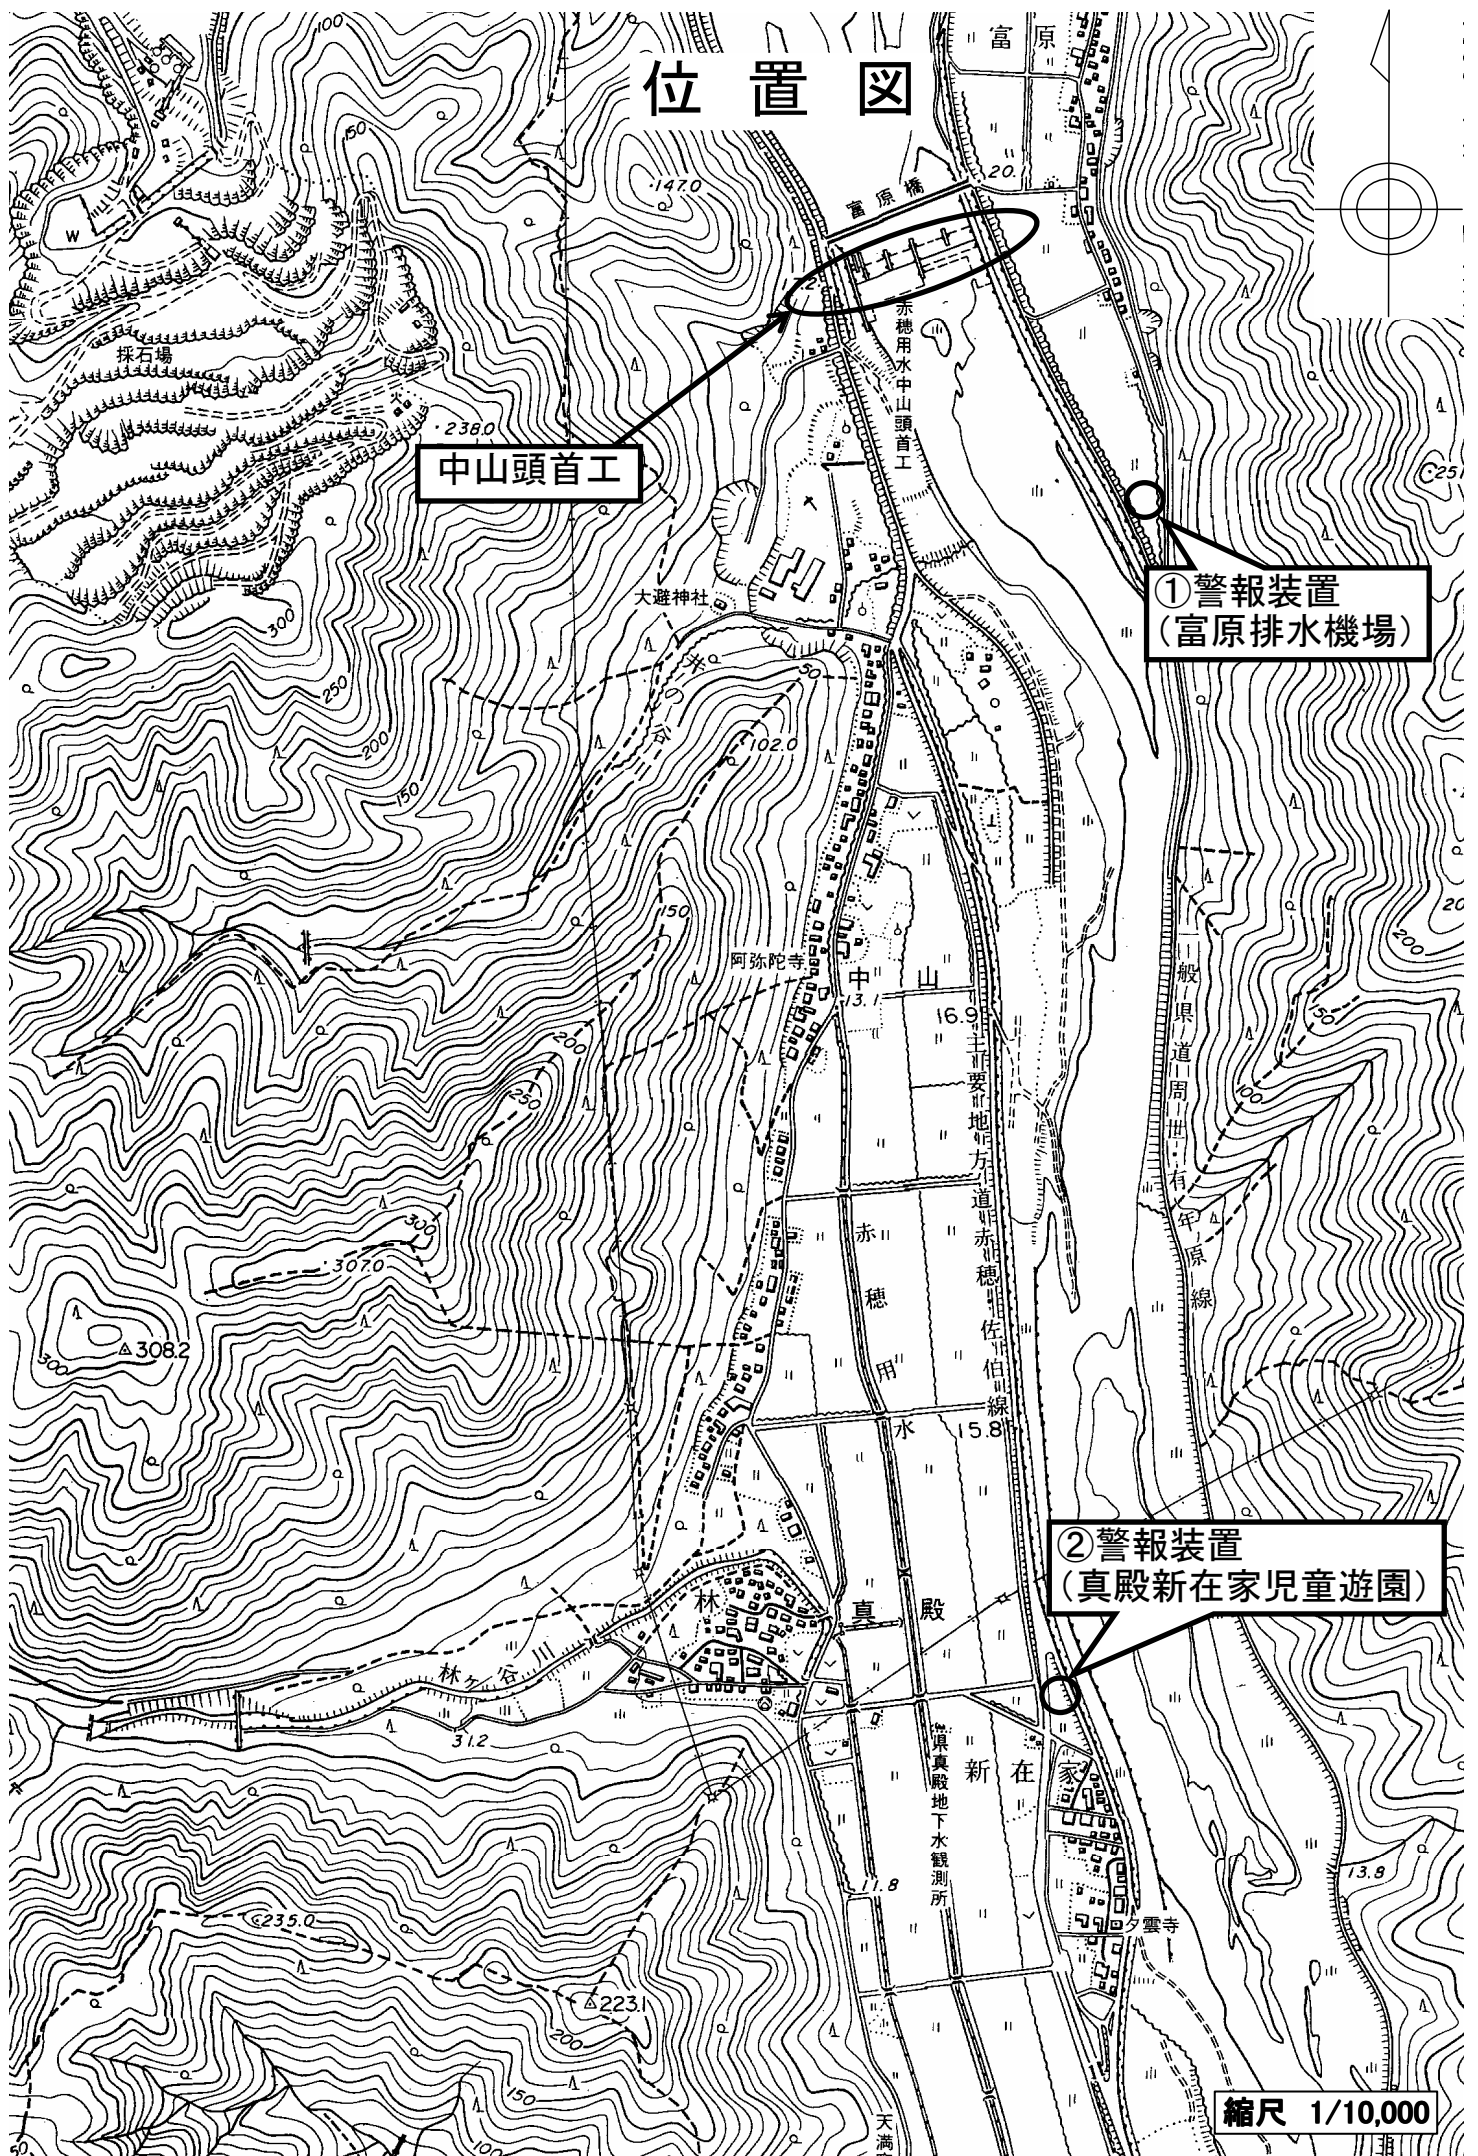 位置図
富原
100
150
147.0
20.
富原橋
W
採石場
238.0
中山頭首工
赤穂用水中山頭首工
251
①警報装置
(富原排水機場)
大避神社
300
井の谷
50
250
200
150
102.0
150
200
阿弥陀寺
中山
13.1
16.9
200
250
150
100
一般県道周世・有年原線
主要地方道赤穂佐伯線
300
307.0
308.2
300
赤穂用水
15.8
②警報装置
(真殿新在家児童遊園)
林
真殿
林ヶ谷川
31.2
県真殿地下水観測所
新在家
11.8
13.8
235.0
夕雲寺
223.1
200
150
100
天満
縮尺 1/10,000